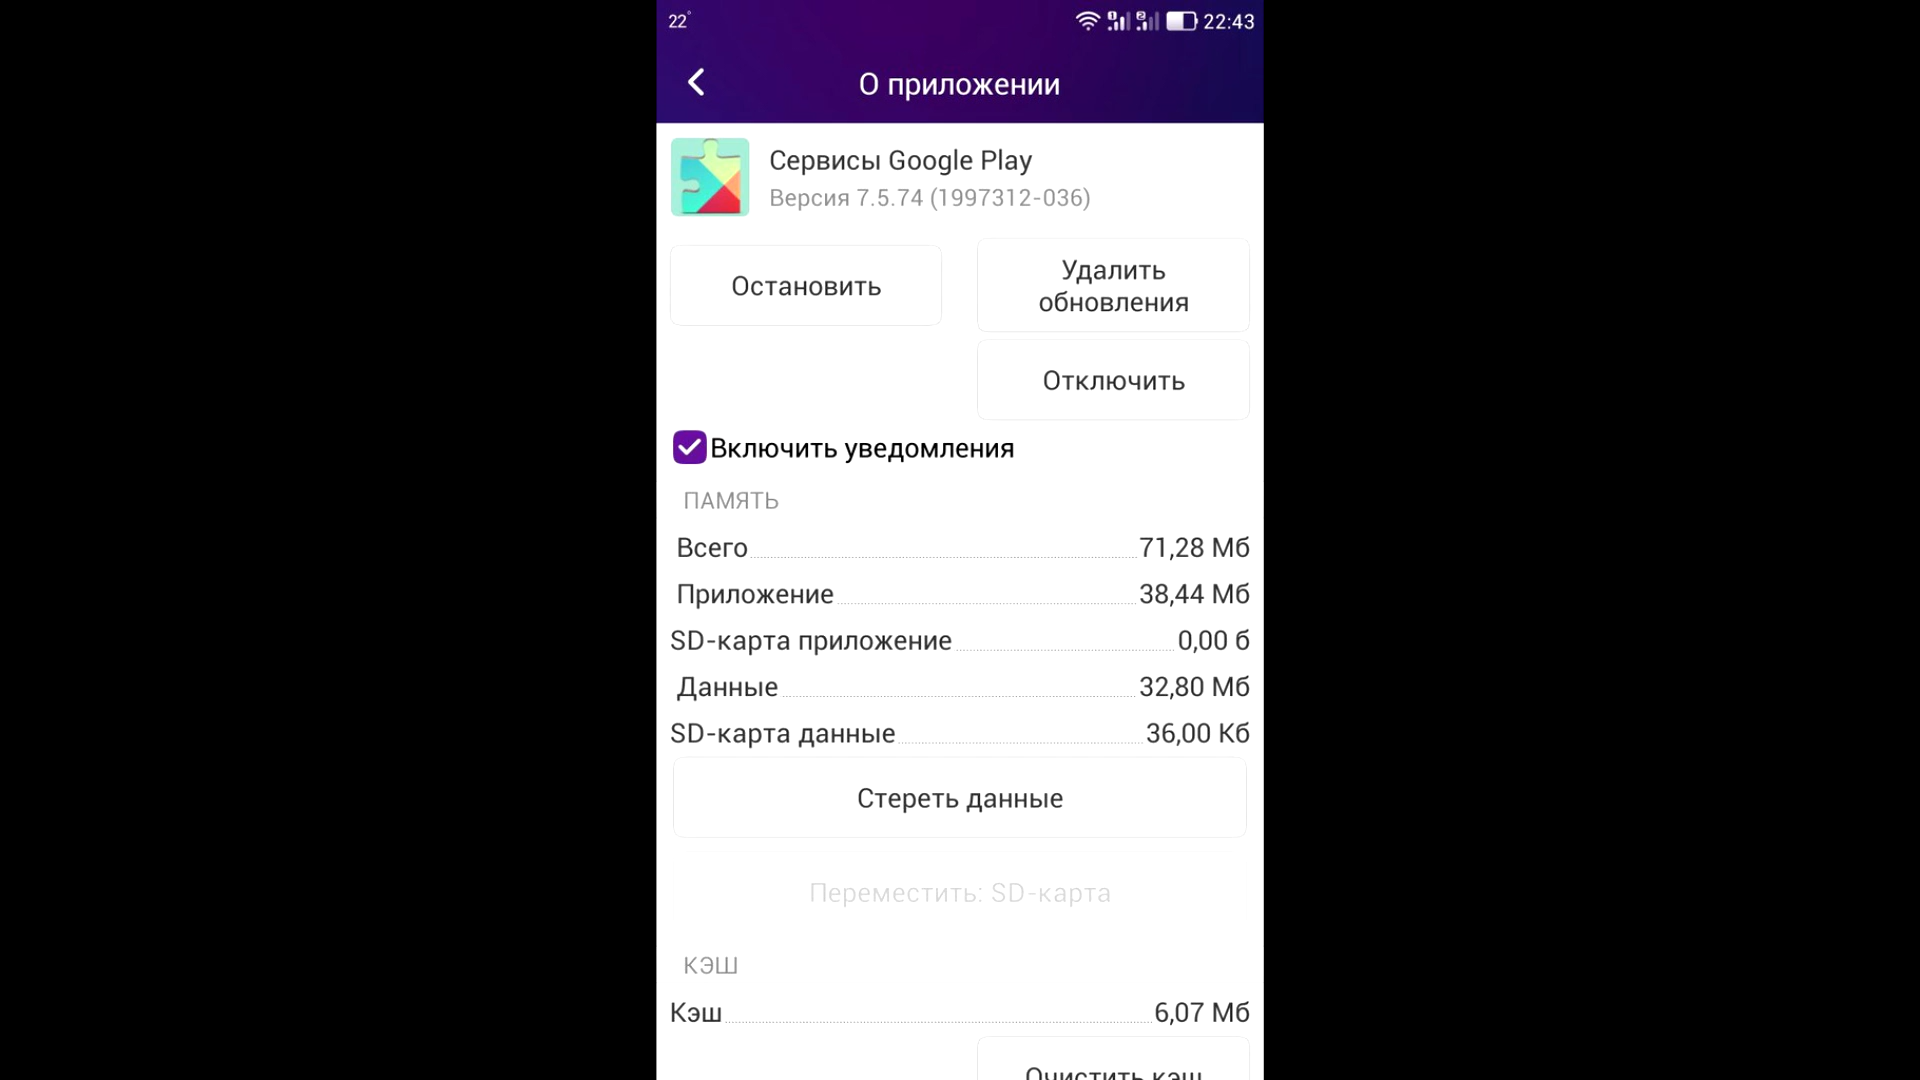 22° 22:43
О приложении
Сервисы Google Play
Версия 7.5.74 (1997312-036)
Остановить
Удалить
обновления
Отключить
Включить уведомления
ПАМЯТЬ
Всего 71,28 Мб
Приложение 38,44 Мб
SD-карта приложение 0,00 б
Данные 32,80 Мб
SD-карта данные 36,00 Кб
Стереть данные
Переместить: SD-карта
КЭШ
Кэш 6,07 Мб
Очистить кэш